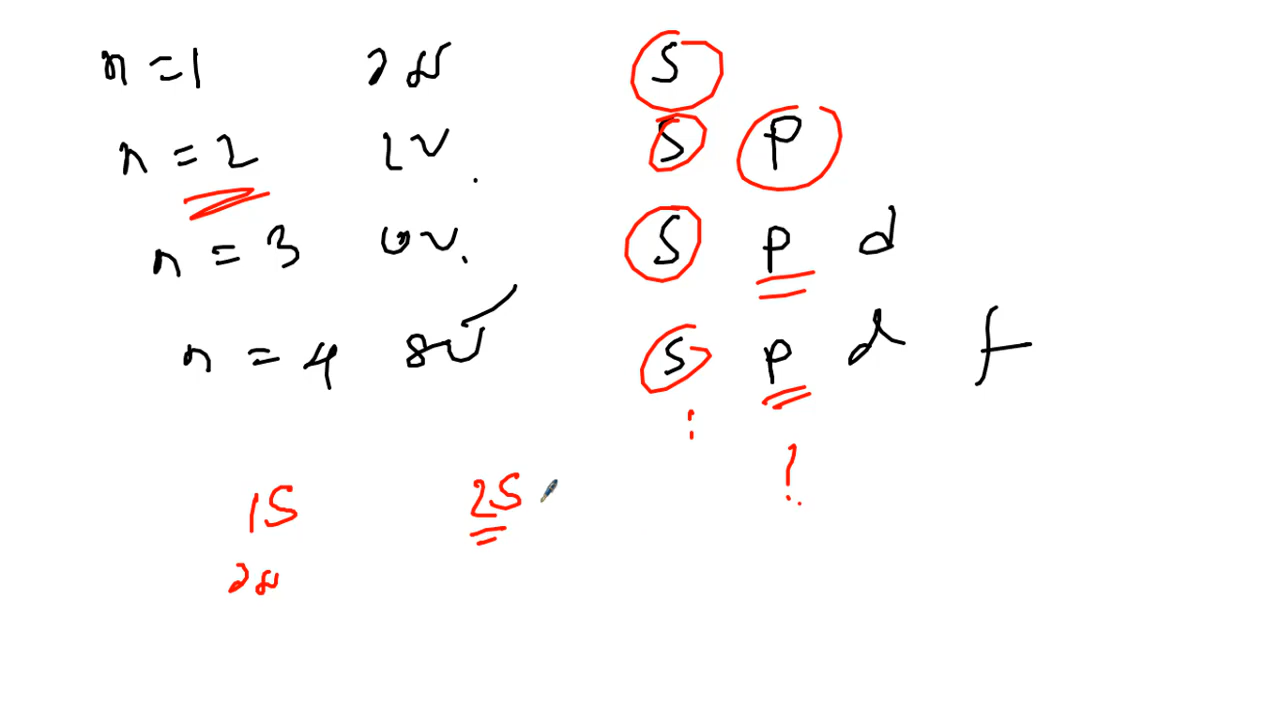 n = 1 S
n = 2 S P
n = 3 S P d
n = 4 S P d f
: ?
1S 2S